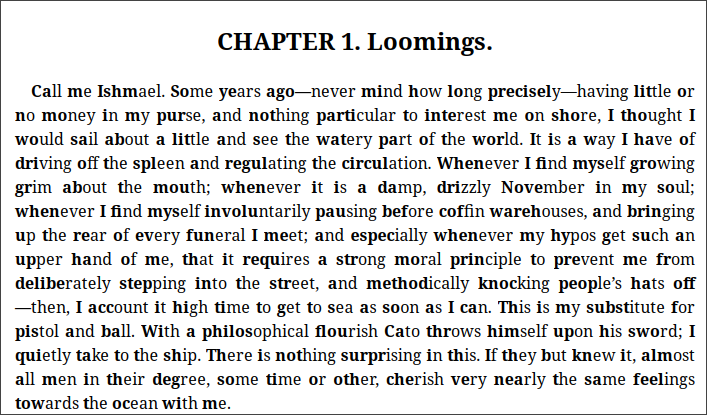 CHAPTER 1. Loomings.
Call me Ishmael. Some years ago—never mind how long precisely—having little or
no money in my purse, and nothing particular to interest me on shore, I thought I
would sail about a little and see the watery part of the world. It is a way I have of
driving off the spleen and regulating the circulation. Whenever I find myself growing
grim about the mouth; whenever it is a damp, drizzly November in my soul;
whenever I find myself involuntarily pausing before coffin warehouses, and bringing
up the rear of every funeral I meet; and especially whenever my hypos get such an
upper hand of me, that it requires a strong moral principle to prevent me from
deliberately stepping into the street, and methodically knocking people’s hats off
—then, I account it high time to get to sea as soon as I can. This is my substitute for
pistol and ball. With a philosophical flourish Cato throws himself upon his sword; I
quietly take to the ship. There is nothing surprising in this. If they but knew it, almost
all men in their degree, some time or other, cherish very nearly the same feelings
towards the ocean with me.